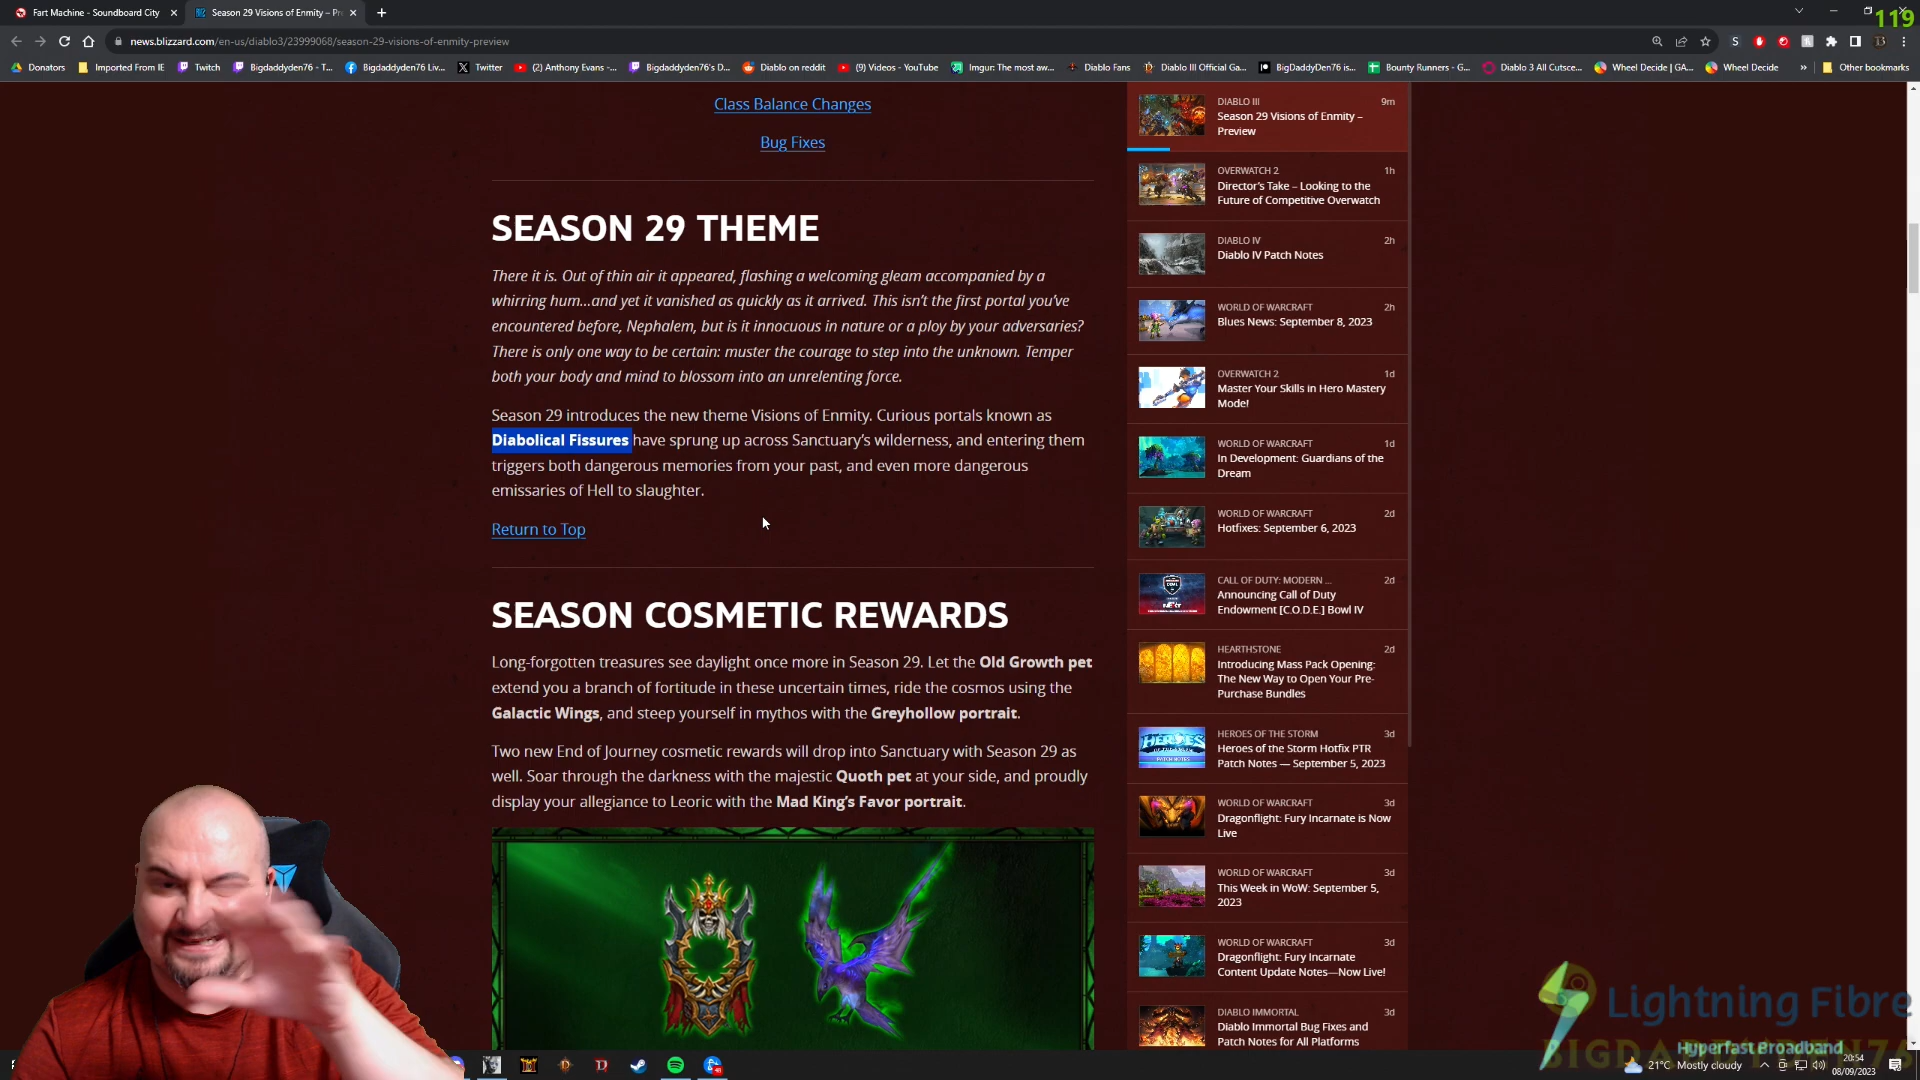 Fart Machine - Soundboard City
Season 29 Visions of Enmity – Pr
119
news.blizzard.com/en-us/diablo3/23999068/season-29-visions-of-enmity-preview
Donators
Imported From IE
Twitch
Bigdaddyden76 - T...
Bigdaddyden76 Liv...
Twitter
(2) Anthony Evans -...
Bigdaddyden76's D...
Diablo on reddit
(9) Videos - YouTube
Imgur: The most aw...
Diablo Fans
Diablo III Official Ga...
BigDaddyDen76 is...
Bounty Runners - G...
Diablo 3 All Cutsce...
Wheel Decide | GA...
Wheel Decide
»
Other bookmarks
Class Balance Changes
Bug Fixes
SEASON 29 THEME
There it is. Out of thin air it appeared, flashing a welcoming gleam accompanied by a
whirring hum...and yet it vanished as quickly as it arrived. This isn't the first portal you've
encountered before, Nephalem, but is it innocuous in nature or a ploy by your adversaries?
There is only one way to be certain: muster the courage to step into the unknown. Temper
both your body and mind to blossom into an unrelenting force.
Season 29 introduces the new theme Visions of Enmity. Curious portals known as
Diabolical Fissures have sprung up across Sanctuary's wilderness, and entering them
triggers both dangerous memories from your past, and even more dangerous
emissaries of Hell to slaughter.
Return to Top
SEASON COSMETIC REWARDS
Long-forgotten treasures see daylight once more in Season 29. Let the Old Growth pet
extend you a branch of fortitude in these uncertain times, ride the cosmos using the
Galactic Wings, and steep yourself in mythos with the Greyhollow portrait.
Two new End of Journey cosmetic rewards will drop into Sanctuary with Season 29 as
well. Soar through the darkness with the majestic Quoth pet at your side, and proudly
display your allegiance to Leoric with the Mad King's Favor portrait.
DIABLO III 9m
Season 29 Visions of Enmity –
Preview
OVERWATCH 2 1h
Director's Take – Looking to the
Future of Competitive Overwatch
DIABLO IV 2h
Diablo IV Patch Notes
WORLD OF WARCRAFT 2h
Blues News: September 8, 2023
OVERWATCH 2 1d
Master Your Skills in Hero Mastery
Mode!
WORLD OF WARCRAFT 1d
In Development: Guardians of the
Dream
WORLD OF WARCRAFT 2d
Hotfixes: September 6, 2023
CALL OF DUTY: MODERN ... 2d
Announcing Call of Duty
Endowment [C.O.D.E.] Bowl IV
HEARTHSTONE 2d
Introducing Mass Pack Opening:
The New Way to Open Your Pre-
Purchase Bundles
HEROES OF THE STORM 3d
Heroes of the Storm Hotfix PTR
Patch Notes — September 5, 2023
WORLD OF WARCRAFT 3d
Dragonflight: Fury Incarnate is Now
Live
WORLD OF WARCRAFT 3d
This Week in WoW: September 5,
2023
WORLD OF WARCRAFT 3d
Dragonflight: Fury Incarnate
Content Update Notes—Now Live!
DIABLO IMMORTAL 3d
Diablo Immortal Bug Fixes and
Patch Notes for All Platforms
Lightning Fibre
Hyperfast Broadband
BIGDADDYDEN76
21°C Mostly cloudy
20:54
08/09/2023